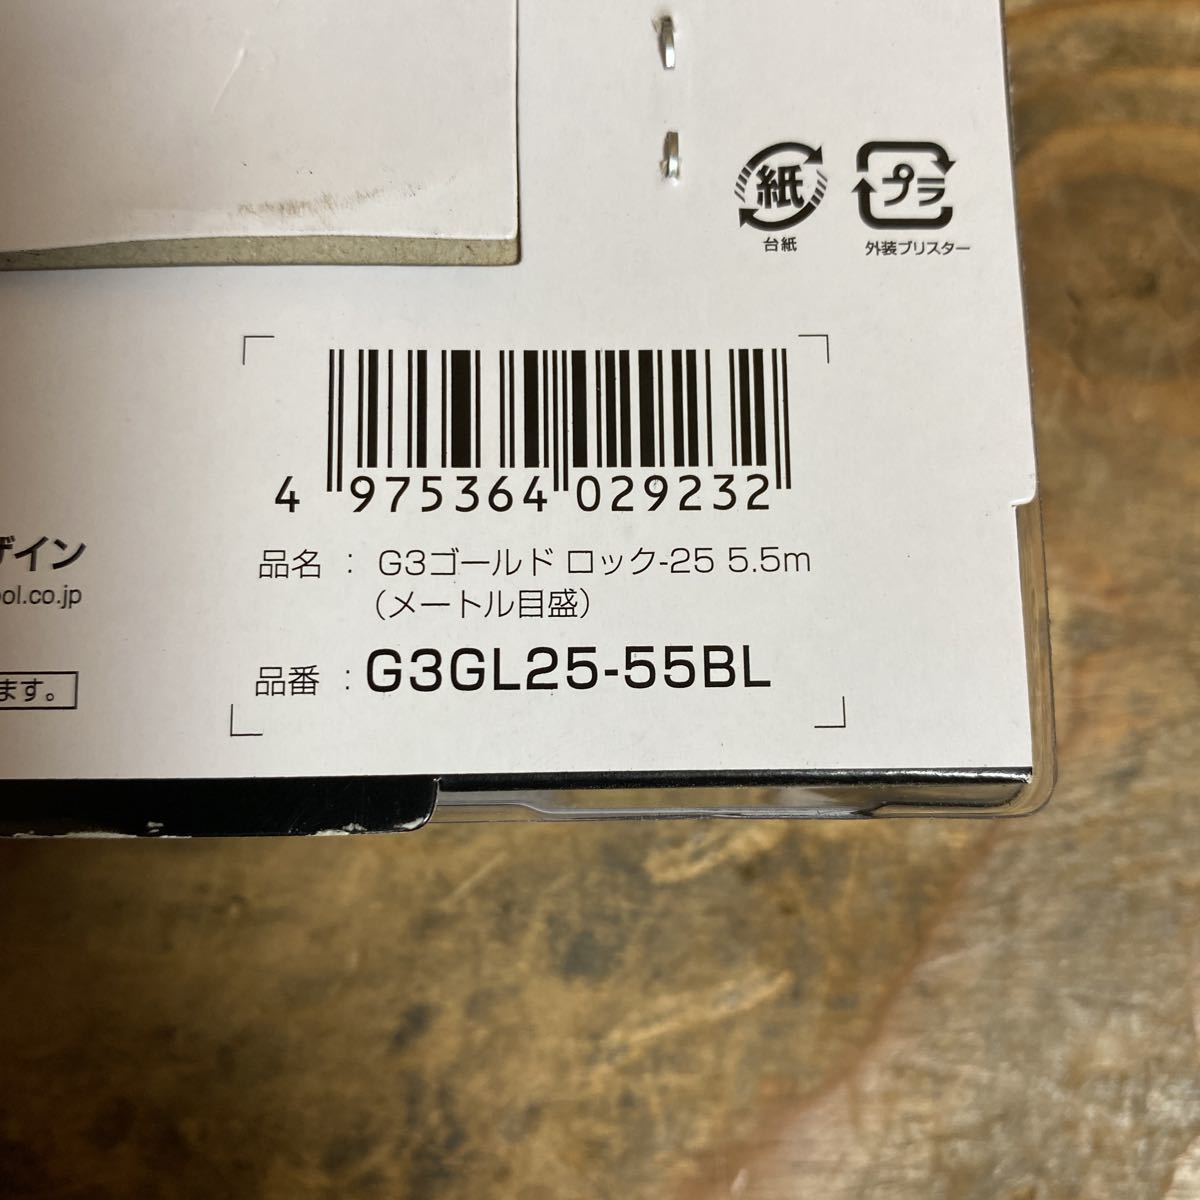 紙
プラ
台紙
外装ブリスター
4 975364 029232
ザイン
ol.co.jp
ます。
品名 : G3ゴールド ロック-25 5.5m
(メートル目盛)
品番 : G3GL25-55BL